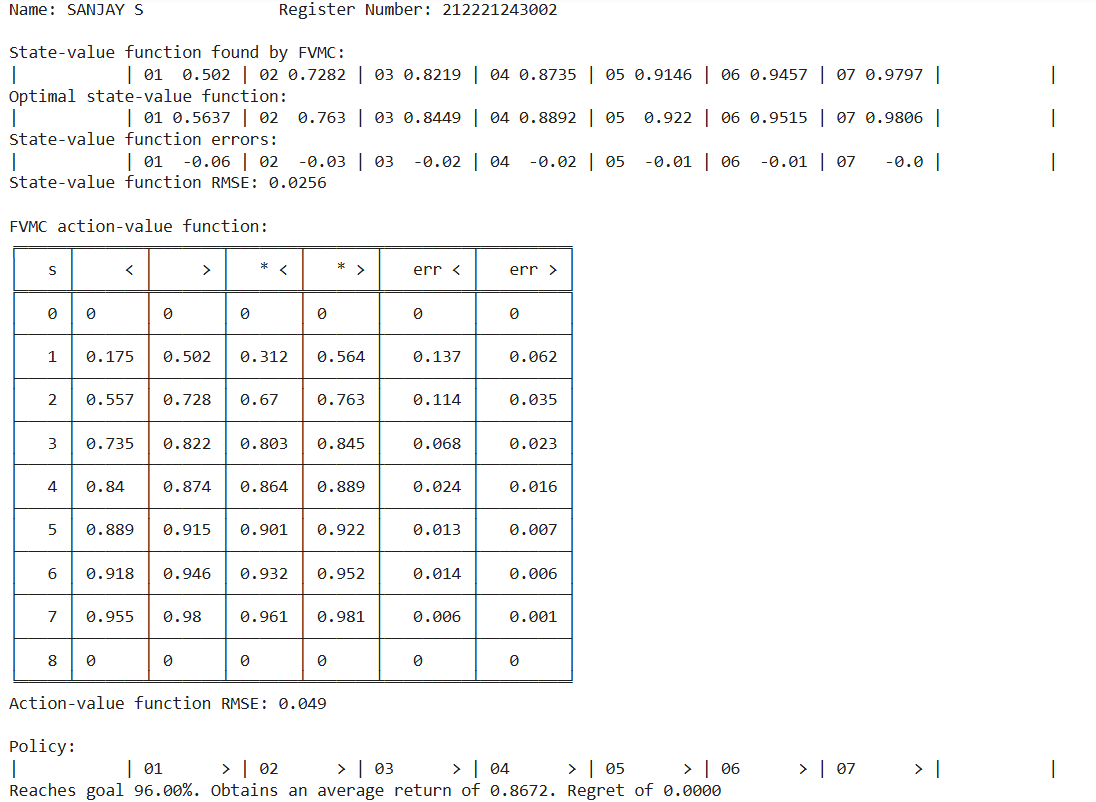 Name: SANJAY S Register Number: 212221243002
State-value function found by FVMC:
| | 01 0.502 | 02 0.7282 | 03 0.8219 | 04 0.8735 | 05 0.9146 | 06 0.9457 | 07 0.9797 | |
Optimal state-value function:
| | 01 0.5637 | 02 0.763 | 03 0.8449 | 04 0.8892 | 05 0.922 | 06 0.9515 | 07 0.9806 | |
State-value function errors:
| | 01 -0.06 | 02 -0.03 | 03 -0.02 | 04 -0.02 | 05 -0.01 | 06 -0.01 | 07 -0.0 | |
State-value function RMSE: 0.0256
FVMC action-value function:
s < > * < * > err < err >
0 0 0 0 0 0 0
1 0.175 0.502 0.312 0.564 0.137 0.062
2 0.557 0.728 0.67 0.763 0.114 0.035
3 0.735 0.822 0.803 0.845 0.068 0.023
4 0.84 0.874 0.864 0.889 0.024 0.016
5 0.889 0.915 0.901 0.922 0.013 0.007
6 0.918 0.946 0.932 0.952 0.014 0.006
7 0.955 0.98 0.961 0.981 0.006 0.001
8 0 0 0 0 0 0
Action-value function RMSE: 0.049
Policy:
| | 01 > | 02 > | 03 > | 04 > | 05 > | 06 > | 07 > | |
Reaches goal 96.00%. Obtains an average return of 0.8672. Regret of 0.0000